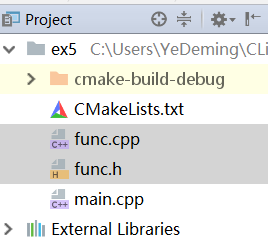 Project
ex5 C:\Users\YeDeming\CLi
cmake-build-debug
CMakeLists.txt
C++ func.cpp
H func.h
C++ main.cpp
External Libraries